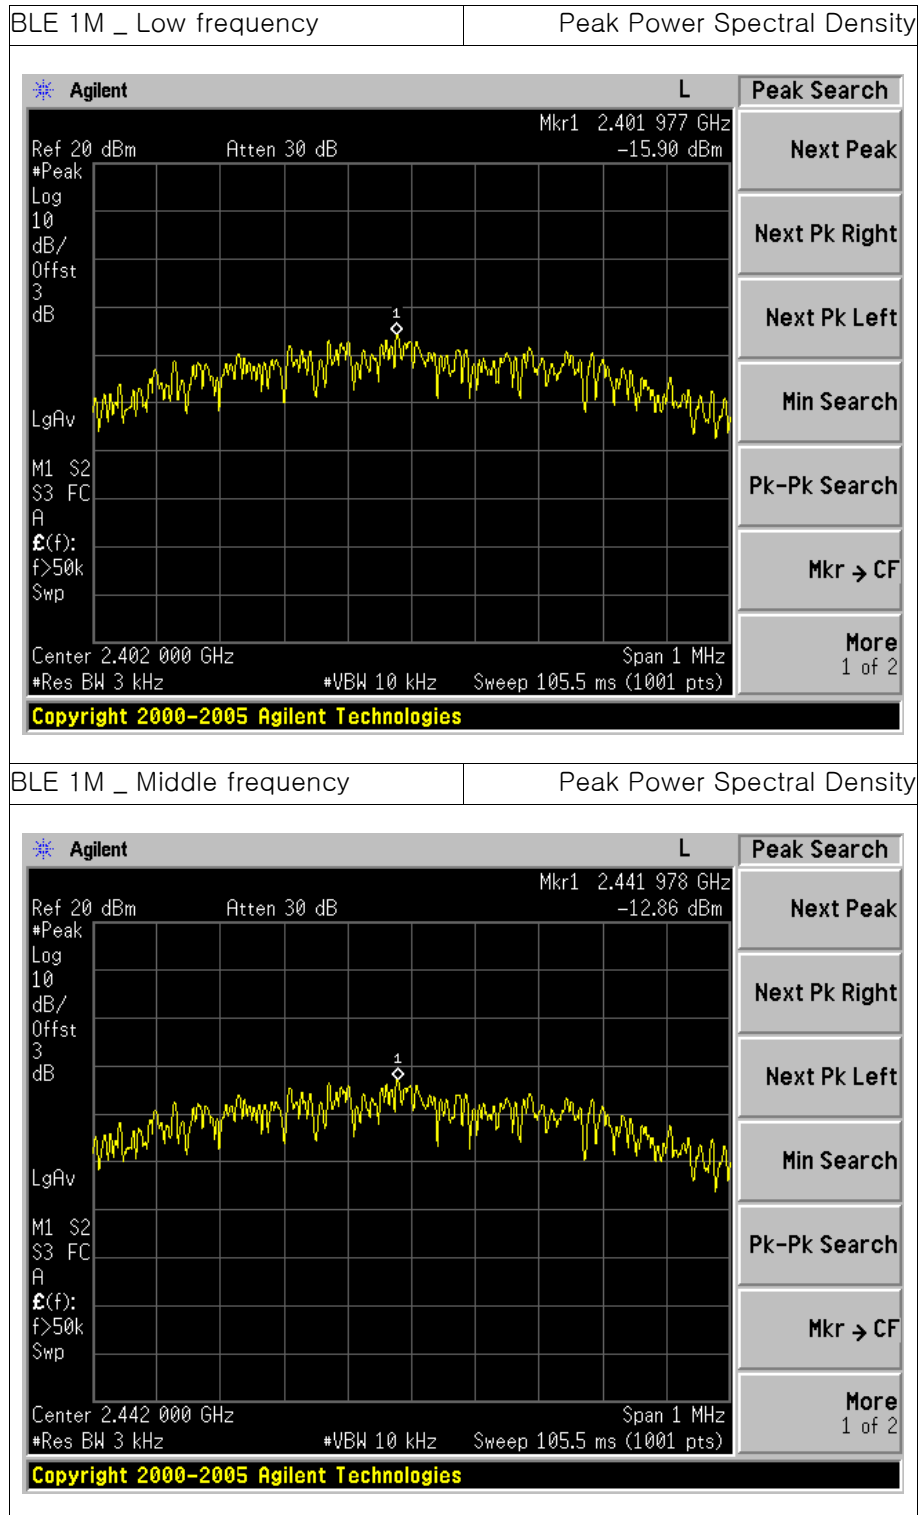 BLE 1M _ Low frequency Peak Power Spectral Density
Agilent L Peak Search
Mkr1 2.401 977 GHz
Ref 20 dBm Atten 30 dB -15.90 dBm
#Peak
Log
10
dB/
Offst
3
dB
1
LgAv
M1 S2
S3 FC
A
£(f):
f>50k
Swp
Center 2.402 000 GHz Span 1 MHz
#Res BW 3 kHz #VBW 10 kHz Sweep 105.5 ms (1001 pts)
Next Peak
Next Pk Right
Next Pk Left
Min Search
Pk-Pk Search
Mkr → CF
More
1 of 2
Copyright 2000-2005 Agilent Technologies
BLE 1M _ Middle frequency Peak Power Spectral Density
Agilent L Peak Search
Mkr1 2.441 978 GHz
Ref 20 dBm Atten 30 dB -12.86 dBm
#Peak
Log
10
dB/
Offst
3
dB
1
LgAv
M1 S2
S3 FC
A
£(f):
f>50k
Swp
Center 2.442 000 GHz Span 1 MHz
#Res BW 3 kHz #VBW 10 kHz Sweep 105.5 ms (1001 pts)
Next Peak
Next Pk Right
Next Pk Left
Min Search
Pk-Pk Search
Mkr → CF
More
1 of 2
Copyright 2000-2005 Agilent Technologies